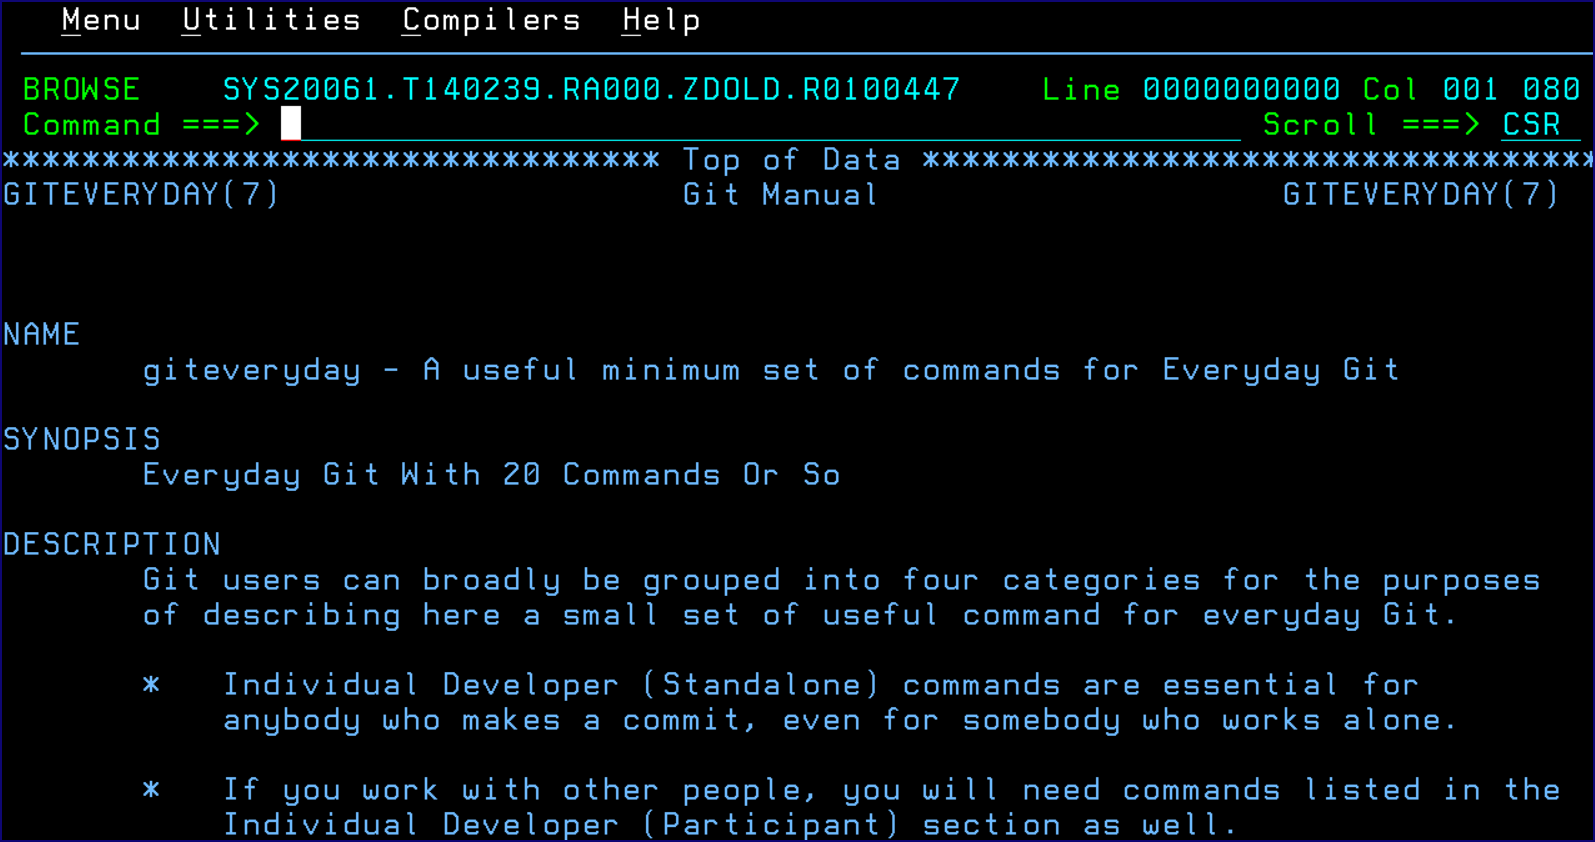 Menu  Utilities  Compilers  Help
BROWSE    SYS20061.T140239.RA000.ZDOLD.R0100447    Line 0000000000 Col 001 080
Command ===>                                                 Scroll ===> CSR
********************************* Top of Data **********************************
GITEVERYDAY(7)                    Git Manual                    GITEVERYDAY(7)
NAME
giteveryday - A useful minimum set of commands for Everyday Git
SYNOPSIS
Everyday Git With 20 Commands Or So
DESCRIPTION
Git users can broadly be grouped into four categories for the purposes
of describing here a small set of useful command for everyday Git.
*   Individual Developer (Standalone) commands are essential for
anybody who makes a commit, even for somebody who works alone.
*   If you work with other people, you will need commands listed in the
Individual Developer (Participant) section as well.